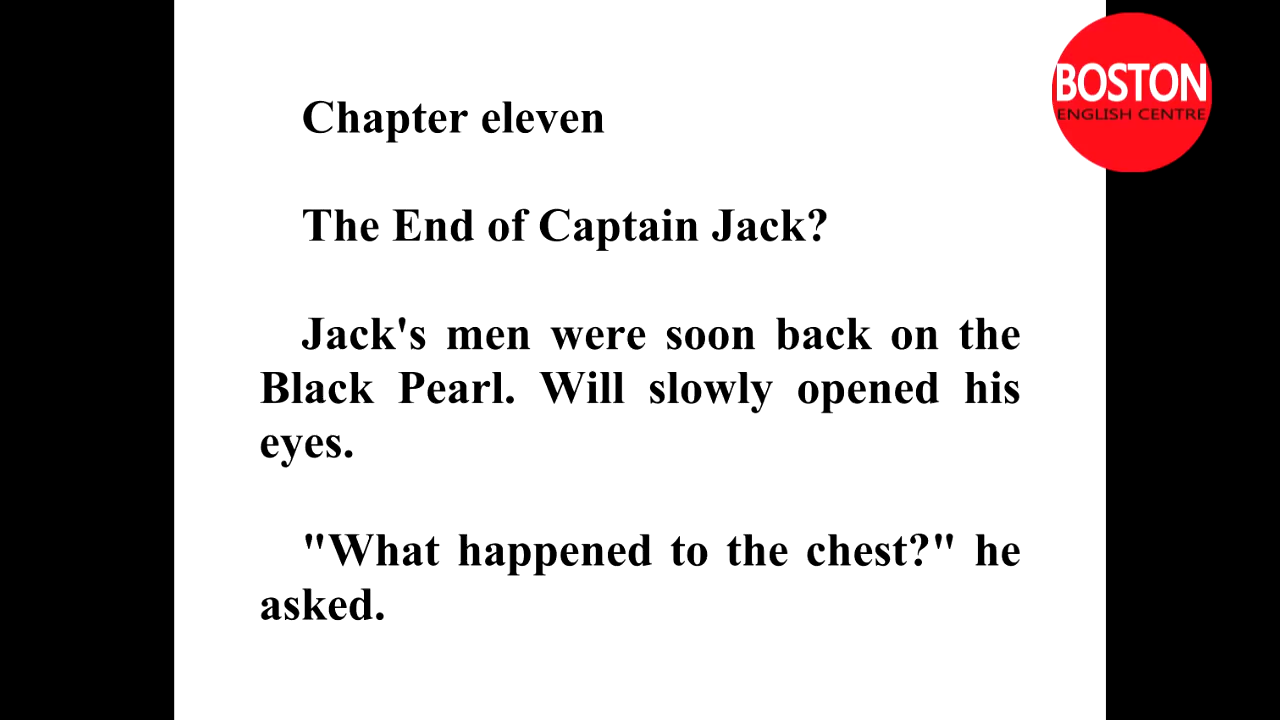 BOSTON
ENGLISH CENTRE
Chapter eleven
The End of Captain Jack?
Jack's men were soon back on the
Black Pearl. Will slowly opened his
eyes.
"What happened to the chest?" he
asked.